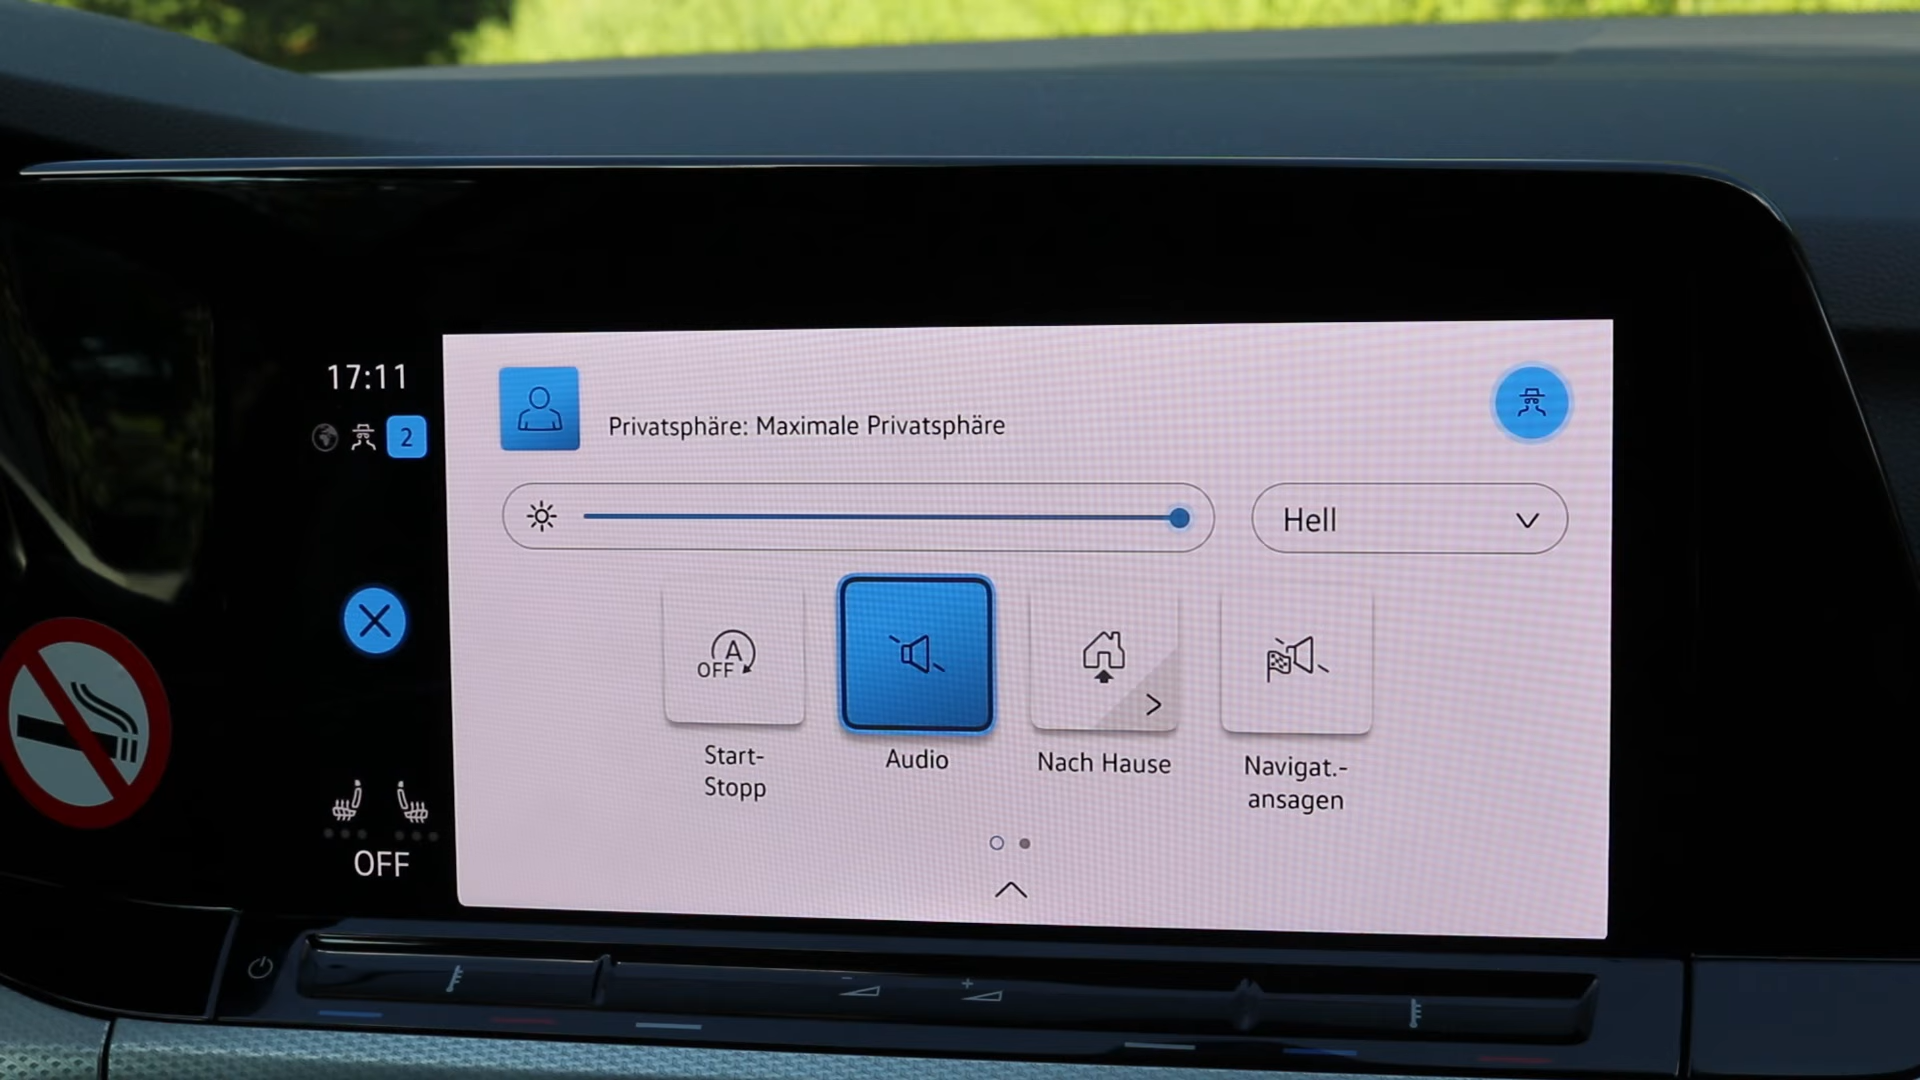 17:11
2
Privatsphäre: Maximale Privatsphäre
Hell
A
OFF
Start-
Stopp
Audio
Nach Hause
Navigat.-
ansagen
OFF